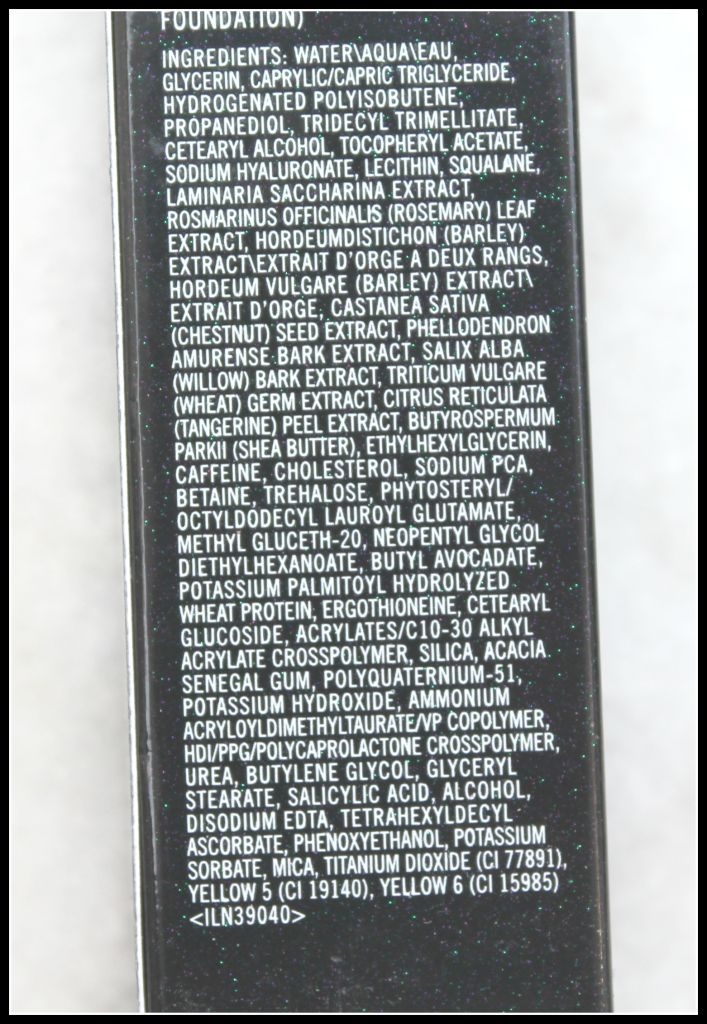 FOUNDATION)
INGREDIENTS: WATER\AQUA\EAU,
GLYCERIN, CAPRYLIC/CAPRIC TRIGLYCERIDE,
HYDROGENATED POLYISOBUTENE,
PROPANEDIOL, TRIDECYL TRIMELLITATE,
CETEARYL ALCOHOL, TOCOPHERYL ACETATE,
SODIUM HYALURONATE, LECITHIN, SQUALANE,
LAMINARIA SACCHARINA EXTRACT,
ROSMARINUS OFFICINALIS (ROSEMARY) LEAF
EXTRACT, HORDEUMDISTICHON (BARLEY)
EXTRACT\EXTRAIT D'ORGE A DEUX RANGS,
HORDEUM VULGARE (BARLEY) EXTRACT\
EXTRAIT D'ORGE, CASTANEA SATIVA
(CHESTNUT) SEED EXTRACT, PHELLODENDRON
AMURENSE BARK EXTRACT, SALIX ALBA
(WILLOW) BARK EXTRACT, TRITICUM VULGARE
(WHEAT) GERM EXTRACT, CITRUS RETICULATA
(TANGERINE) PEEL EXTRACT, BUTYROSPERMUM
PARKII (SHEA BUTTER), ETHYLHEXYLGLYCERIN,
CAFFEINE, CHOLESTEROL, SODIUM PCA,
BETAINE, TREHALOSE, PHYTOSTERYL/
OCTYLDODECYL LAUROYL GLUTAMATE,
METHYL GLUCETH-20, NEOPENTYL GLYCOL
DIETHYLHEXANOATE, BUTYL AVOCADATE,
POTASSIUM PALMITOYL HYDROLYZED
WHEAT PROTEIN, ERGOTHIONEINE, CETEARYL
GLUCOSIDE, ACRYLATES/C10-30 ALKYL
ACRYLATE CROSSPOLYMER, SILICA, ACACIA
SENEGAL GUM, POLYQUATERNIUM-51,
POTASSIUM HYDROXIDE, AMMONIUM
ACRYLOYLDIMETHYLTAURATE/VP COPOLYMER,
HDI/PPG/POLYCAPROLACTONE CROSSPOLYMER,
UREA, BUTYLENE GLYCOL, GLYCERYL
STEARATE, SALICYLIC ACID, ALCOHOL,
DISODIUM EDTA, TETRAHEXYLDECYL
ASCORBATE, PHENOXYETHANOL, POTASSIUM
SORBATE, MICA, TITANIUM DIOXIDE (CI 77891),
YELLOW 5 (CI 19140), YELLOW 6 (CI 15985)
<ILN39040>